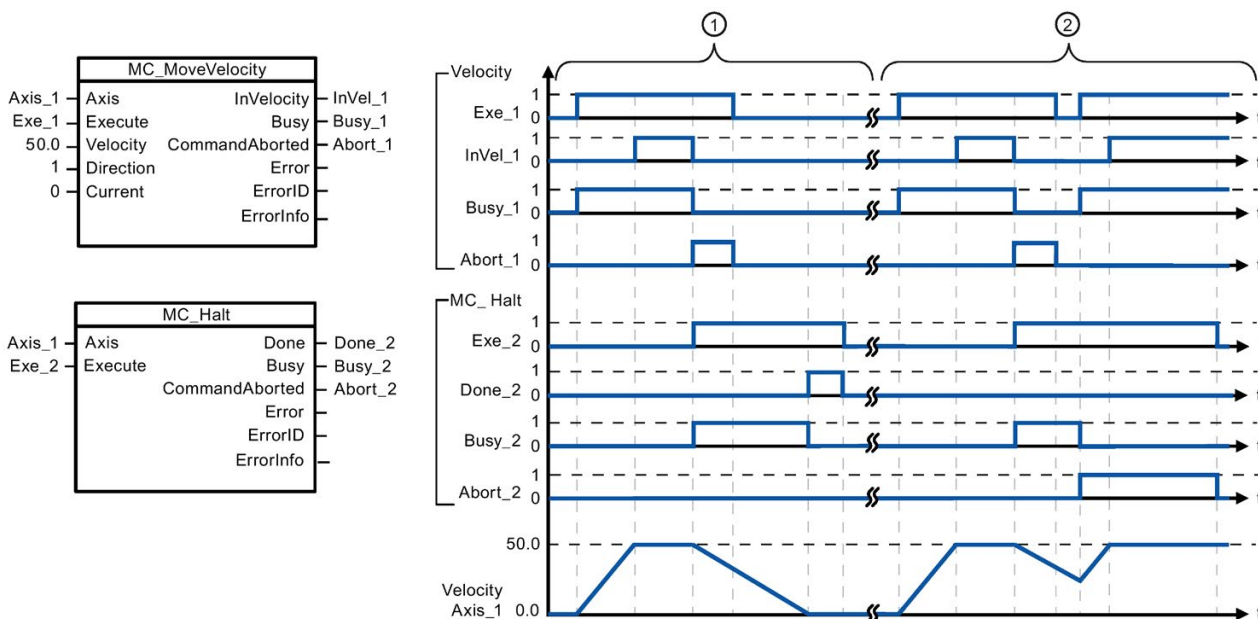 MC_MoveVelocity
Axis_1 Axis InVelocity InVel_1
Exe_1 Execute Busy Busy_1
50.0 Velocity CommandAborted Abort_1
1 Direction Error
0 Current ErrorID
ErrorInfo
MC_Halt
Axis_1 Axis Done Done_2
Exe_2 Execute Busy Busy_2
CommandAborted Abort_2
Error
ErrorID
ErrorInfo
1 2
Velocity
Exe_1 1 0 t
InVel_1 1 0 t
Busy_1 1 0 t
Abort_1 1 0 t
MC_ Halt
Exe_2 1 0 t
Done_2 1 0 t
Busy_2 1 0 t
Abort_2 1 0 t
50.0
Velocity
Axis_1 0.0 t